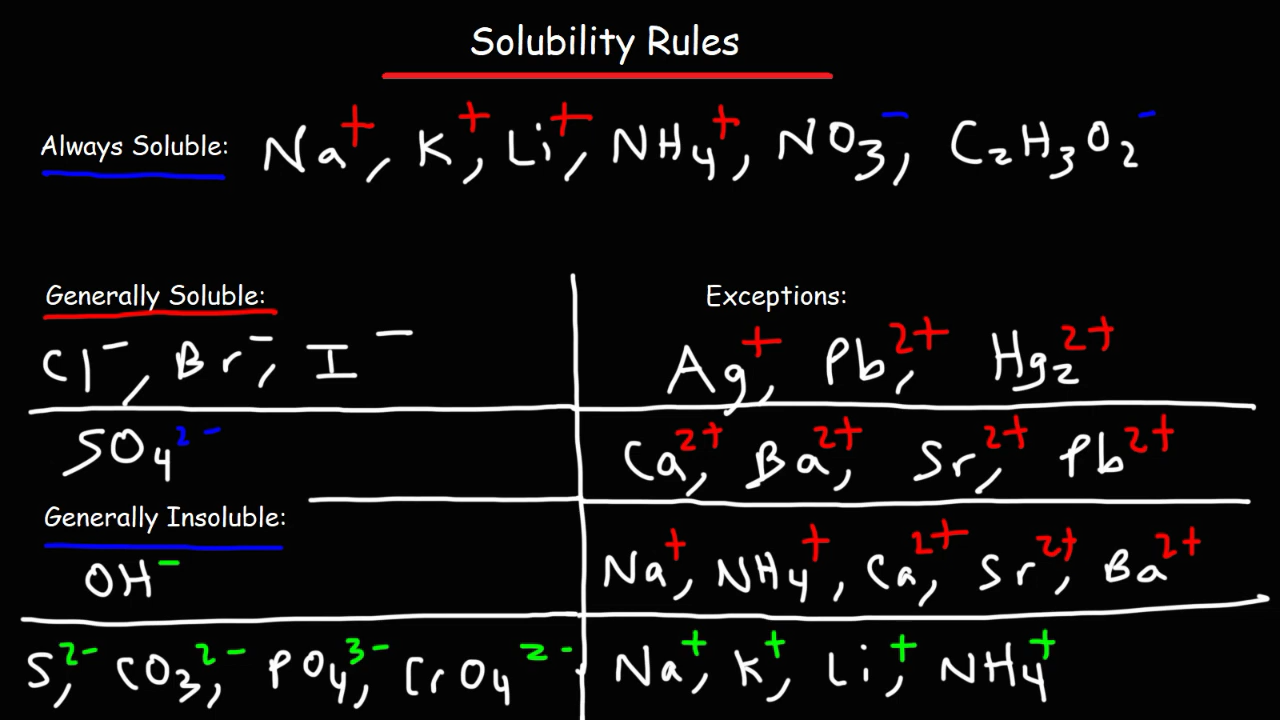 Solubility Rules
Always Soluble: Na⁺, K⁺, Li⁺, NH₄⁺, NO₃⁻, C₂H₃O₂⁻
Generally Soluble: Exceptions:
Cl⁻, Br⁻, I⁻ Ag⁺, Pb²⁺, Hg₂²⁺
SO₄²⁻ Ca²⁺, Ba²⁺, Sr²⁺, Pb²⁺
Generally Insoluble:
OH⁻ Na⁺, NH₄⁺, Ca²⁺, Sr²⁺, Ba²⁺
S²⁻, CO₃²⁻, PO₄³⁻, CrO₄²⁻ Na⁺, K⁺, Li⁺, NH₄⁺